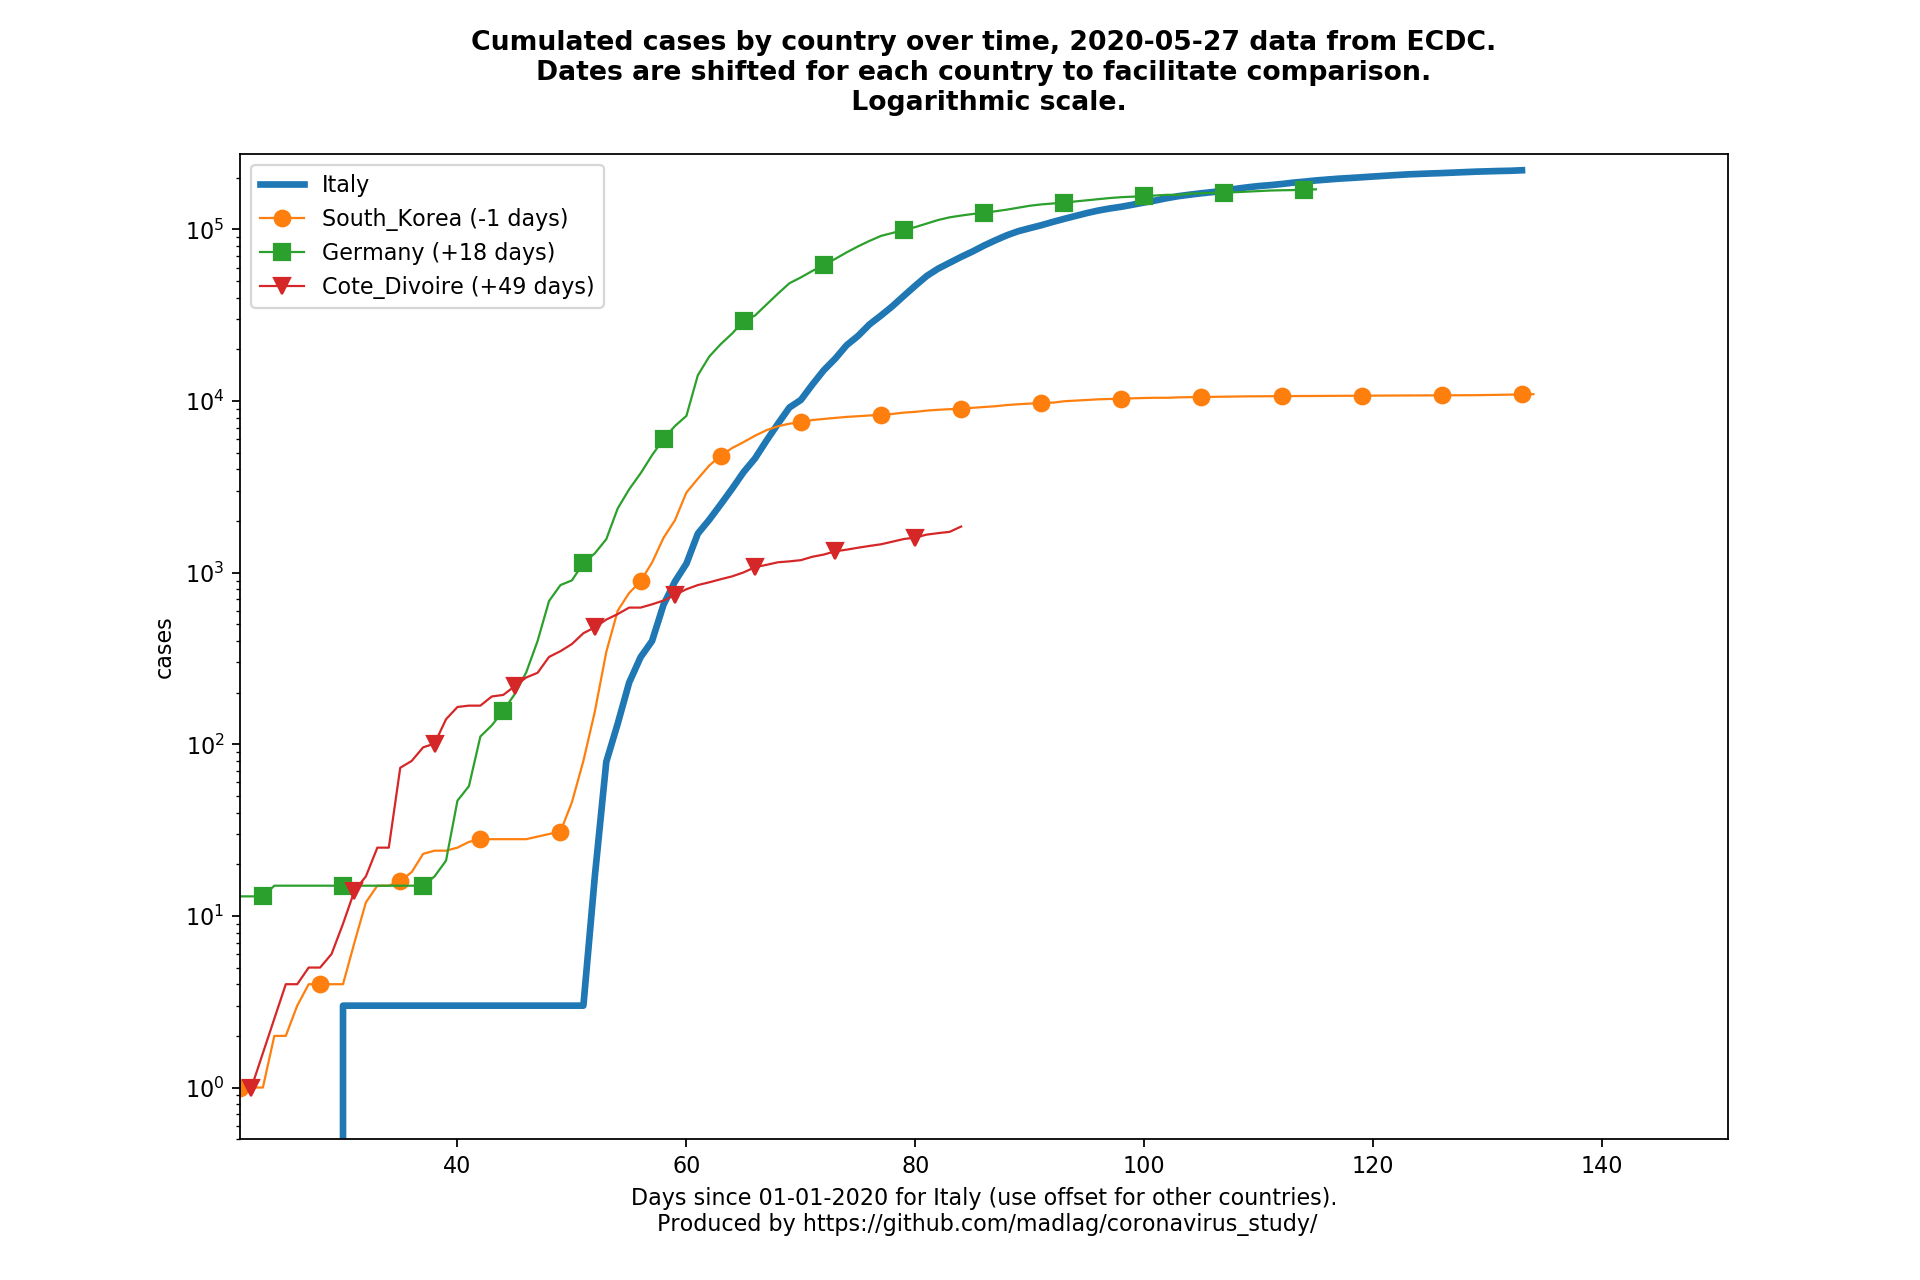 Cumulated cases by country over time, 2020-05-27 data from ECDC.
Dates are shifted for each country to facilitate comparison.
Logarithmic scale.
Italy
South_Korea (-1 days)
Germany (+18 days)
Cote_Divoire (+49 days)
10^5
10^4
10^3
10^2
10^1
10^0
cases
40 60 80 100 120 140
Days since 01-01-2020 for Italy (use offset for other countries).
Produced by https://github.com/madlag/coronavirus_study/